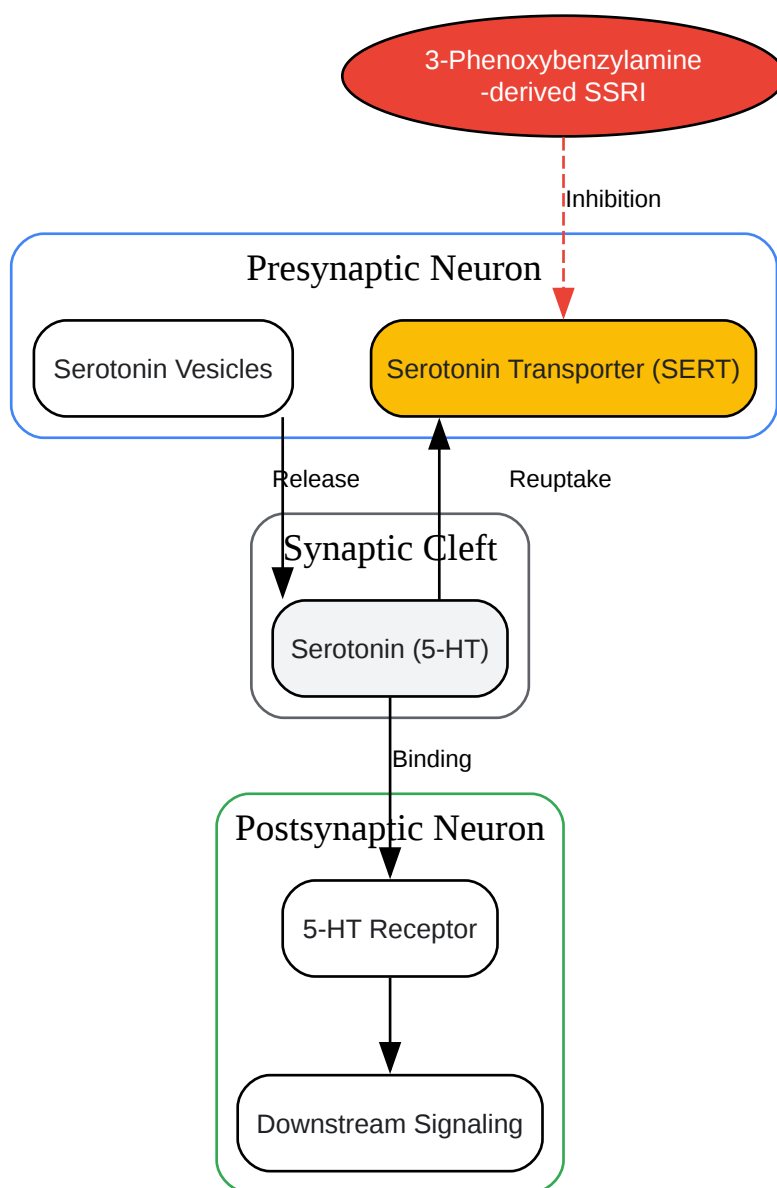 3-Phenoxybenzylamine
-derived SSRI
Inhibition
Presynaptic Neuron
Serotonin Vesicles
Serotonin Transporter (SERT)
Release
Reuptake
Synaptic Cleft
Serotonin (5-HT)
Binding
Postsynaptic Neuron
5-HT Receptor
Downstream Signaling